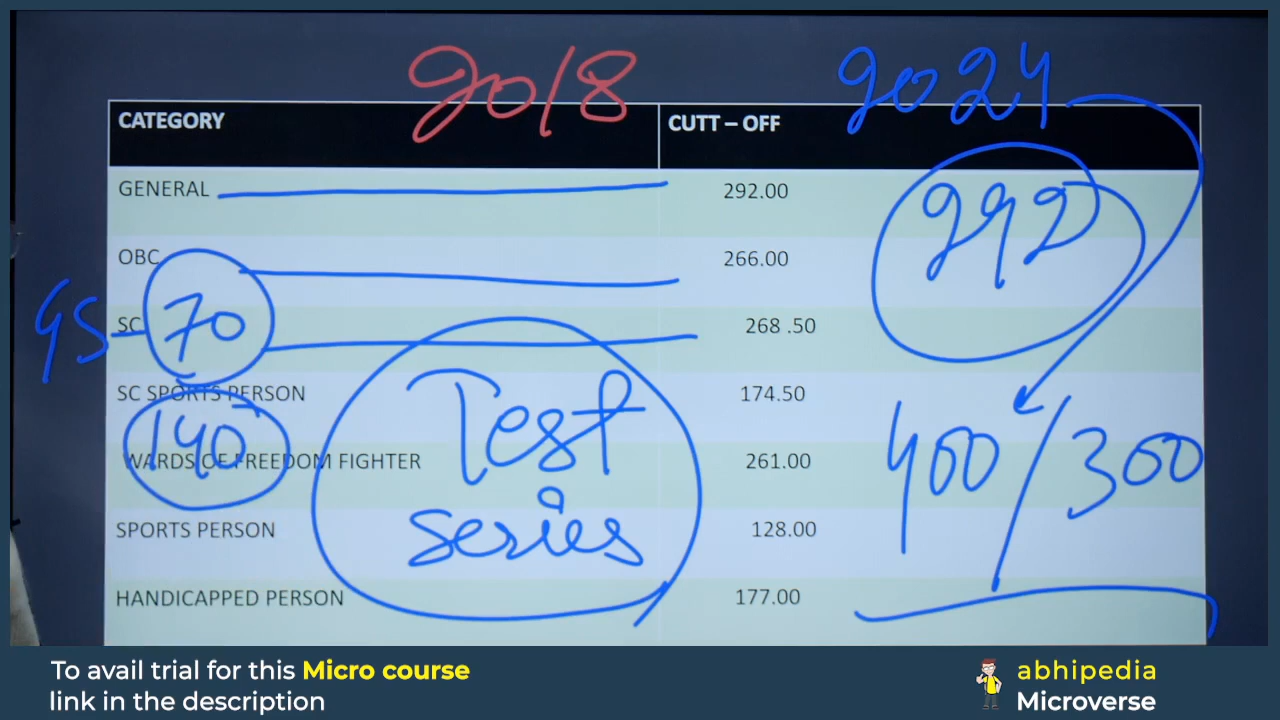 2018 2024
CATEGORY CUTT – OFF
GENERAL 292.00 292
OBC 266.00
GS 70 SC 268 .50
SC SPORTS PERSON 174.50
140 WARDS OF FREEDOM FIGHTER 261.00
Test 400/300
SPORTS PERSON 128.00
series
HANDICAPPED PERSON 177.00
To avail trial for this Micro course
link in the description
abhipedia
Microverse